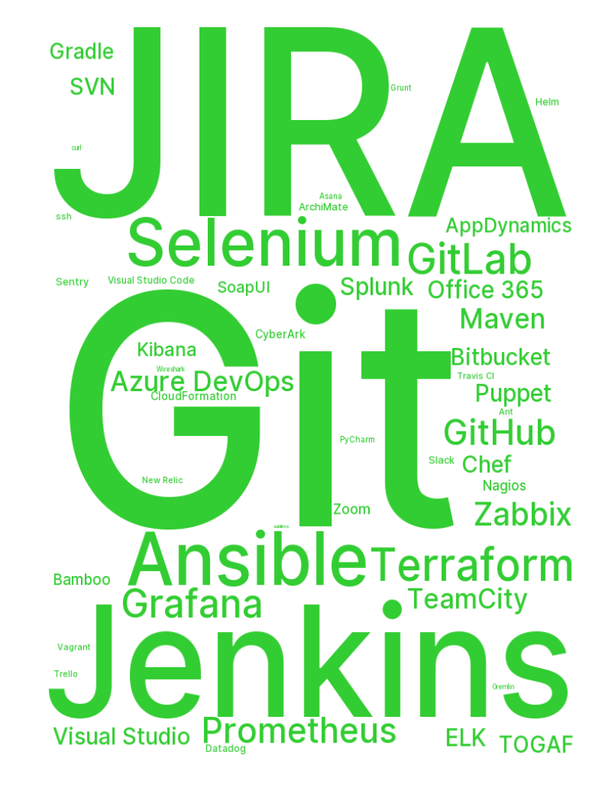 JIRA
Gradle
SVN
Grunt
Helm
curl
Asana
ArchiMate
ssh
Selenium
AppDynamics
GitLab
Sentry
Visual Studio Code
SoapUI
Splunk
Office 365
Git
Maven
CyberArk
Kibana
Bitbucket
Wireshark
Azure DevOps
Travis CI
CloudFormation
Puppet
Ant
GitHub
PyCharm
Slack
Chef
New Relic
Nagios
Zoom
Zabbix
Ansible
Terraform
Bamboo
Grafana
TeamCity
Jenkins
Vagrant
Trello
Gremlin
Visual Studio
Prometheus
ELK
TOGAF
Datadog